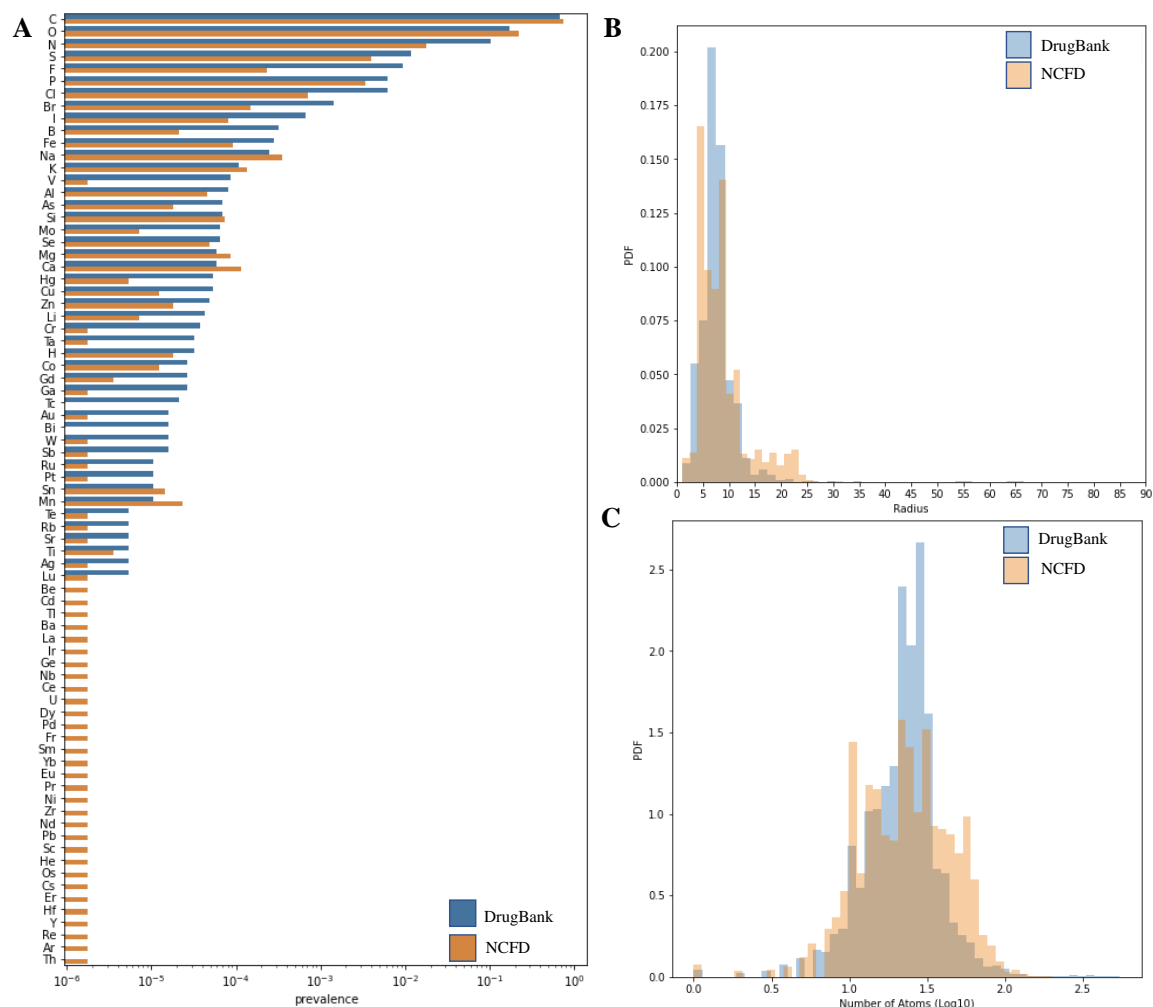 A
C
O
N
S
F
P
Cl
Br
I
B
Fe
Na
K
V
Al
As
Si
Mo
Se
Mg
Ca
Hg
Cu
Zn
Li
Cr
Ta
H
Co
Gd
Ga
Tc
Au
Bi
W
Sb
Ru
Pt
Sn
Mn
Te
Rb
Sr
Ti
Ag
Lu
Be
Cd
Tl
Ba
La
Ir
Ge
Nb
Ce
U
Dy
Pd
Fr
Sm
Yb
Eu
Pr
Ni
Zr
Nd
Pb
Sc
He
Os
Cs
Er
Hf
Y
Re
Ar
Th
DrugBank
NCFD
10⁻⁶ 10⁻⁵ 10⁻⁴ 10⁻³ 10⁻² 10⁻¹ 10⁰
prevalence
B
DrugBank
NCFD
0.200
0.175
0.150
0.125
0.100
0.075
0.050
0.025
0.000
PDF
0 5 10 15 20 25 30 35 40 45 50 55 60 65 70 75 80 85 90
Radius
C
DrugBank
NCFD
2.5
2.0
1.5
1.0
0.5
0.0
PDF
0.0 0.5 1.0 1.5 2.0 2.5
Number of Atoms (Log10)